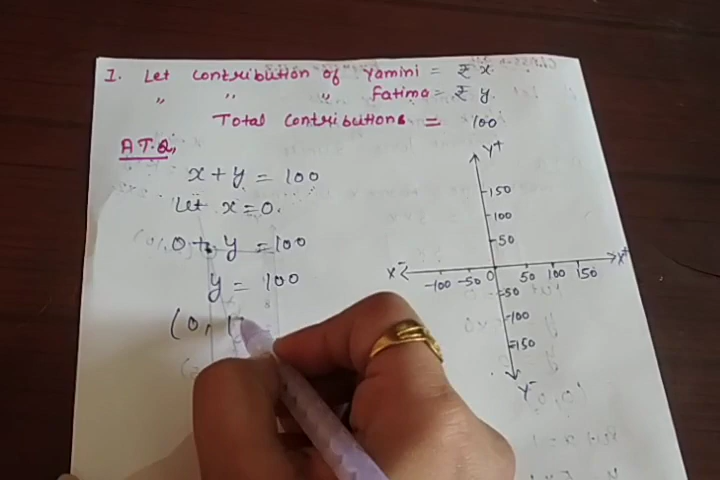 1. Let contribution of Yamini = ₹ x.
" " " Fatima = ₹ y.
Total contributions = 100
A.T.Q,
x + y = 100
Let x = 0.
0 + y = 100
y = 100
(0, 1
Y+
150
100
50
X- -100 -50 0 50 100 150 X+
-50
-100
-150
Y-